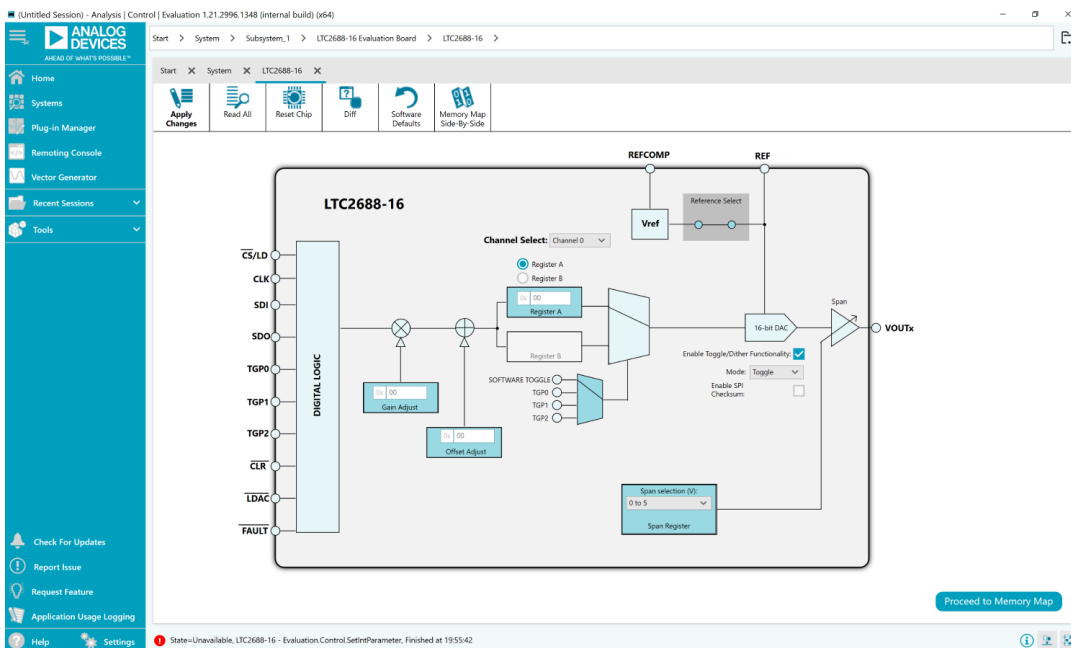 (Untitled Session) - Analysis | Control | Evaluation 1.21.2996.1348 (internal build) (x64)
ANALOG
DEVICES
AHEAD OF WHAT'S POSSIBLE™
Home
Systems
Plug-in Manager
Remoting Console
Vector Generator
Recent Sessions
Tools
Check For Updates
Report Issue
Request Feature
Application Usage Logging
Help
Settings
Start > System > Subsystem_1 > LTC2688-16 Evaluation Board > LTC2688-16 >
Start
System
LTC2688-16
Apply
Changes
Read All
Reset Chip
Diff
Software
Defaults
Memory Map
Side-By-Side
REFCOMP
REF
LTC2688-16
Vref
Reference Select
Channel Select: Channel 0
Register A
Register B
0x 00
Register A
Register B
CS/LD
CLK
SDI
SDO
TGP0
TGP1
TGP2
CLR
LDAC
FAULT
DIGITAL LOGIC
0x 00
Gain Adjust
0x 00
Offset Adjust
SOFTWARE TOGGLE
TGP0
TGP1
TGP2
16-bit DAC
Span
VOUTx
Enable Toggle/Dither Functionality:
Mode: Toggle
Enable SPI
Checksum:
Span selection (V):
0 to 5
Span Register
Proceed to Memory Map
State=Unavailable, LTC2688-16 - Evaluation.Control.SetIntParameter, Finished at 19:55:42